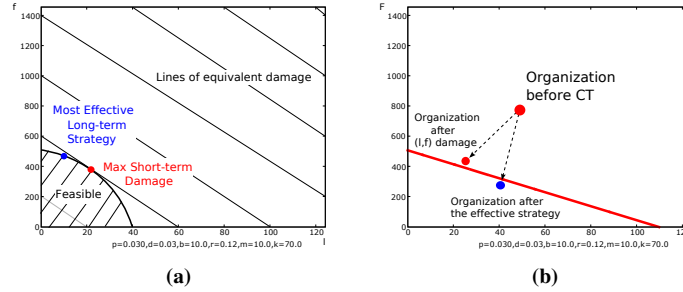 f
1400
1200
1000
800
600
400
200
0
0
20
40
60
80
100
120
l
Lines of equivalent damage
Most Effective
Long-term
Strategy
Max Short-term
Damage
Feasible
p=0.030,d=0.03,b=10.0,r=0.12,m=10.0,k=70.0
(a)
F
1400
1200
1000
800
600
400
200
0
0
20
40
60
80
100
120
Organization
before CT
Organization
after
(l,f) damage
Organization after
the effective strategy
p=0.030,d=0.03,b=10.0,r=0.12,m=10.0,k=70.0
(b)